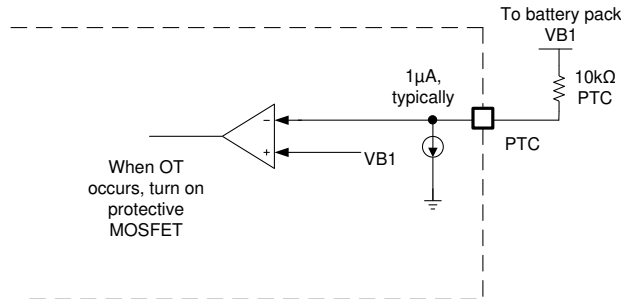 To battery pack
VB1
10kΩ
PTC
1µA,
typically
−
+
VB1
PTC
When OT
occurs, turn on
protective
MOSFET